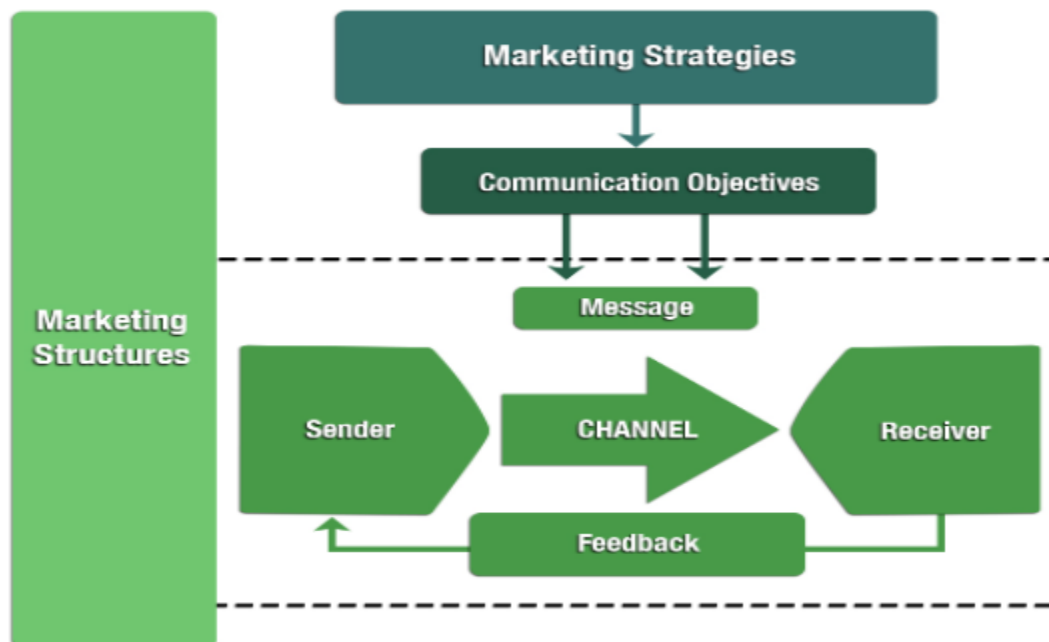 Marketing Strategies
Communication Objectives
Message
Marketing
Structures
Sender
CHANNEL
Receiver
Feedback